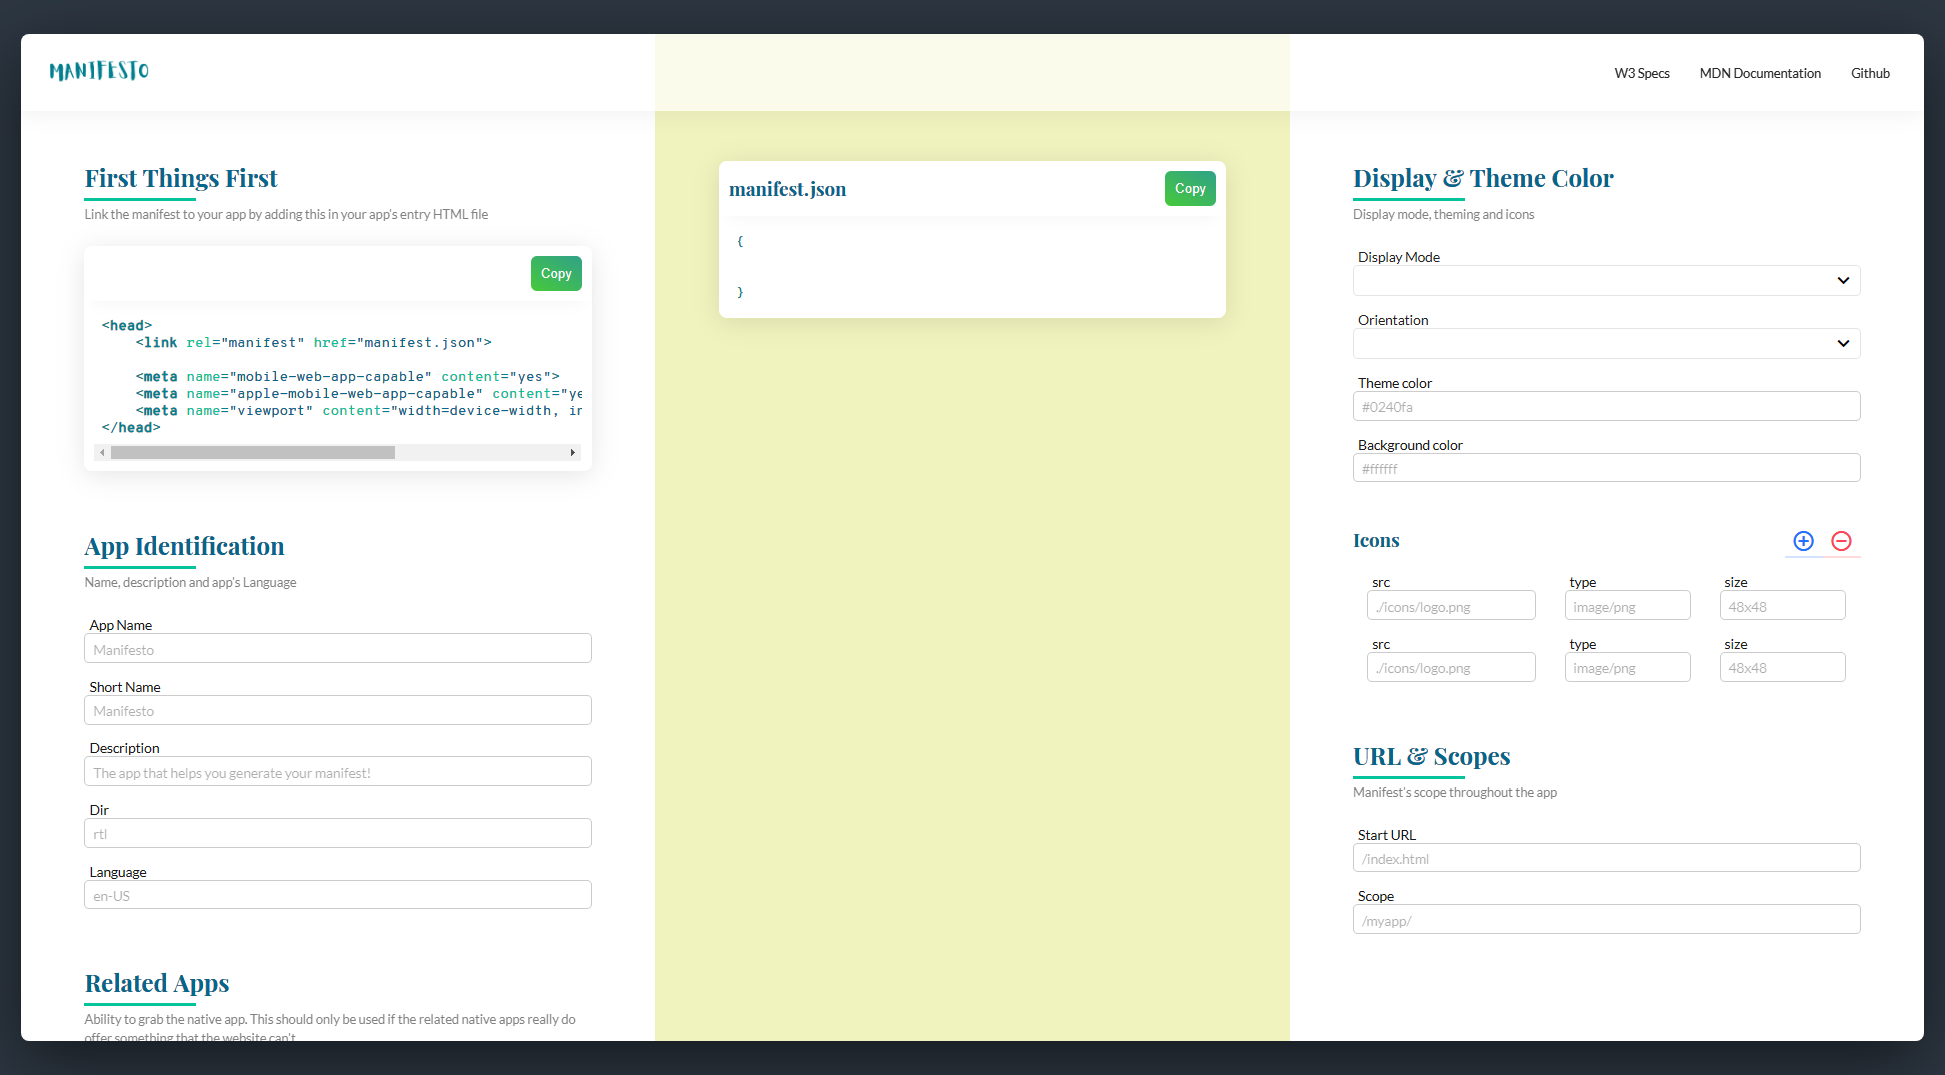 MANIFESTO
W3 Specs
MDN Documentation
Github
First Things First
Link the manifest to your app by adding this in your app's entry HTML file
Copy
<head>
    <link rel="manifest" href="manifest.json">
    <meta name="mobile-web-app-capable" content="yes">
    <meta name="apple-mobile-web-app-capable" content="ye
    <meta name="viewport" content="width=device-width, in
</head>
App Identification
Name, description and app's Language
App Name
Manifesto
Short Name
Manifesto
Description
The app that helps you generate your manifest!
Dir
rtl
Language
en-US
Related Apps
Ability to grab the native app. This should only be used if the related native apps really do
offer something that the website can't
manifest.json
Copy
{
}
Display & Theme Color
Display mode, theming and icons
Display Mode
Orientation
Theme color
#0240fa
Background color
#ffffff
Icons
src type size
./icons/logo.png image/png 48x48
src type size
./icons/logo.png image/png 48x48
URL & Scopes
Manifest's scope throughout the app
Start URL
/index.html
Scope
/myapp/